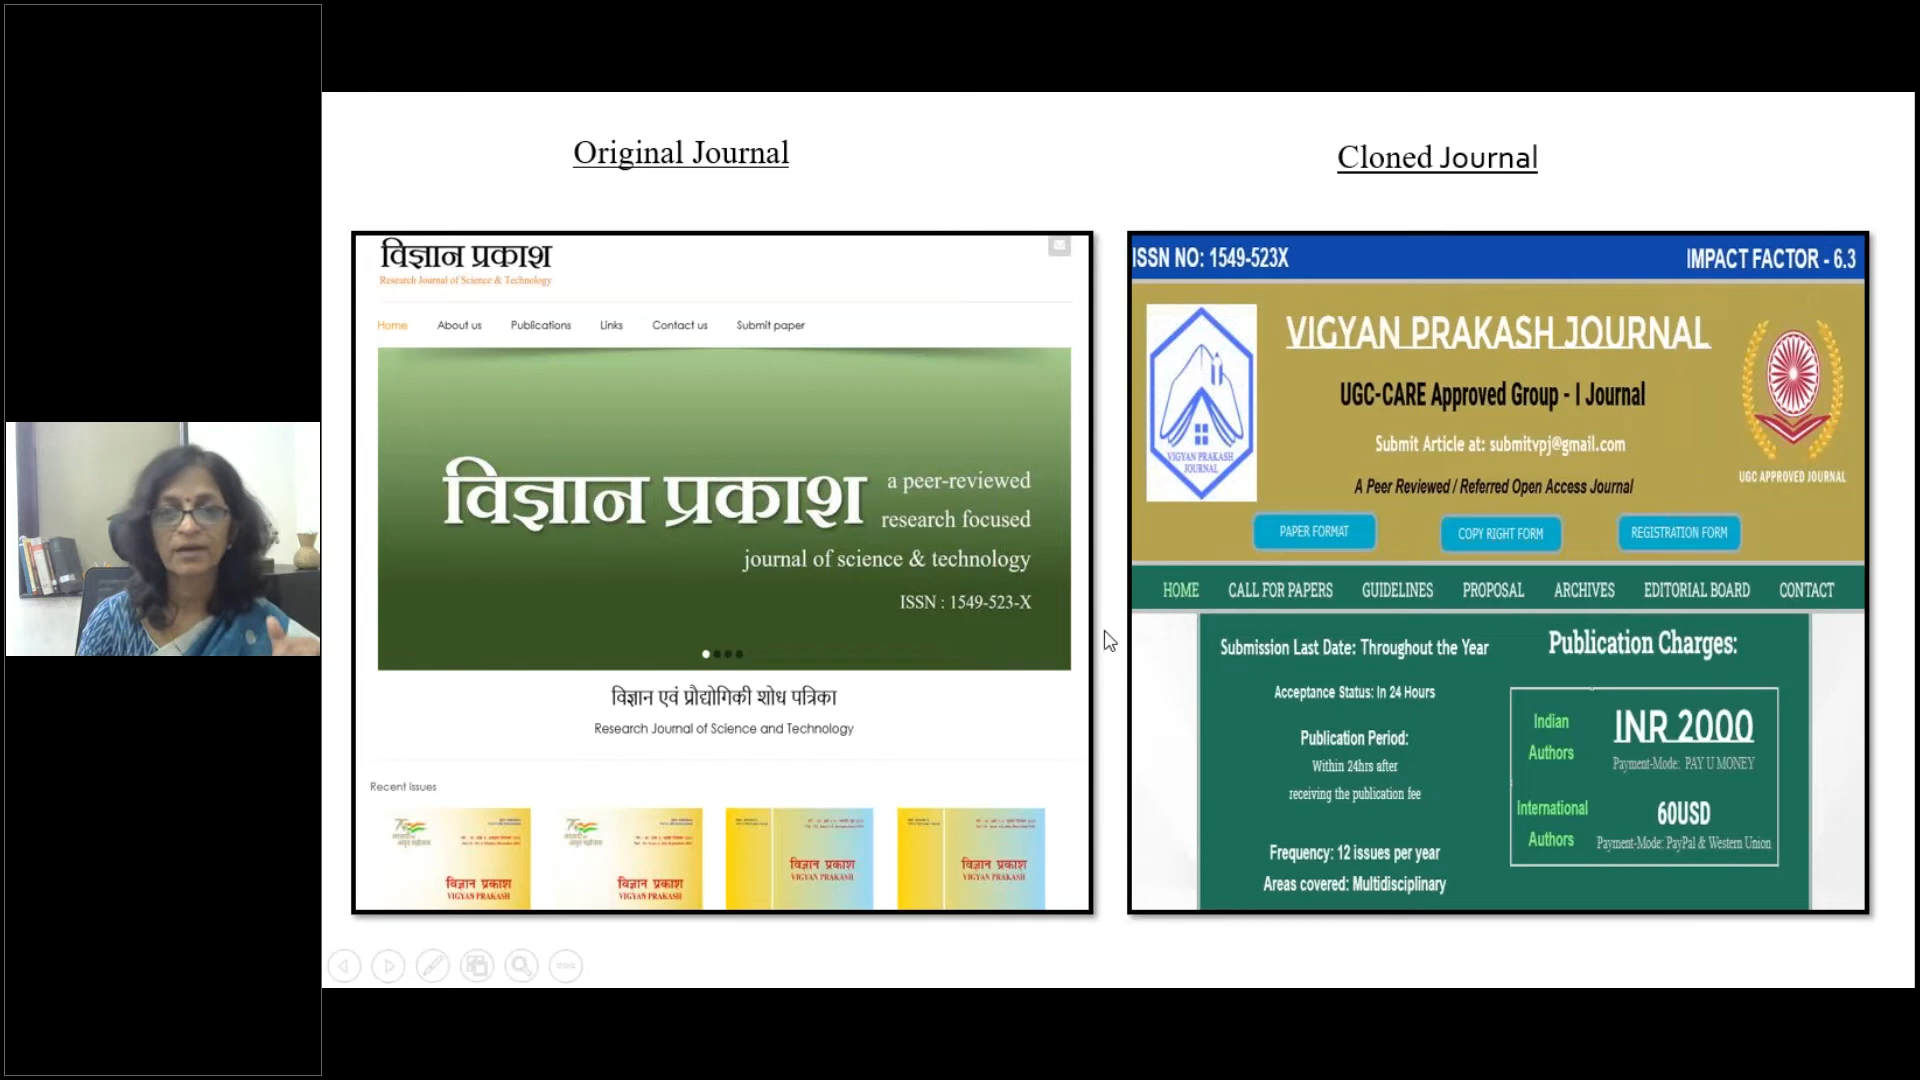 Original Journal
Cloned Journal
विज्ञान प्रकाश
Research Journal of Science & Technology
Home About us Publications Links Contact us Submit paper
विज्ञान प्रकाश
a peer-reviewed
research focused
journal of science & technology
ISSN : 1549-523-X
विज्ञान एवं प्रौद्योगिकी शोध पत्रिका
Research Journal of Science and Technology
Recent Issues
विज्ञान प्रकाश
VIGYAN PRAKASH
विज्ञान प्रकाश
VIGYAN PRAKASH
विज्ञान प्रकाश
VIGYAN PRAKASH
विज्ञान प्रकाश
VIGYAN PRAKASH
ISSN NO: 1549-523X
IMPACT FACTOR - 6.3
VIGYAN PRAKASH
JOURNAL
VIGYAN PRAKASH JOURNAL
UGC-CARE Approved Group - I Journal
Submit Article at: submitvpj@gmail.com
A Peer Reviewed / Referred Open Access Journal
UGC APPROVED JOURNAL
PAPER FORMAT
COPY RIGHT FORM
REGISTRATION FORM
HOME CALL FOR PAPERS GUIDELINES PROPOSAL ARCHIVES EDITORIAL BOARD CONTACT
Submission Last Date: Throughout the Year
Acceptance Status: In 24 Hours
Publication Period:
Within 24hrs after
receiving the publication fee
Frequency: 12 issues per year
Areas covered: Multidisciplinary
Publication Charges:
Indian
Authors
INR 2000
Payment-Mode: PAY U MONEY
International
Authors
60USD
Payment-Mode: PayPal & Western Union